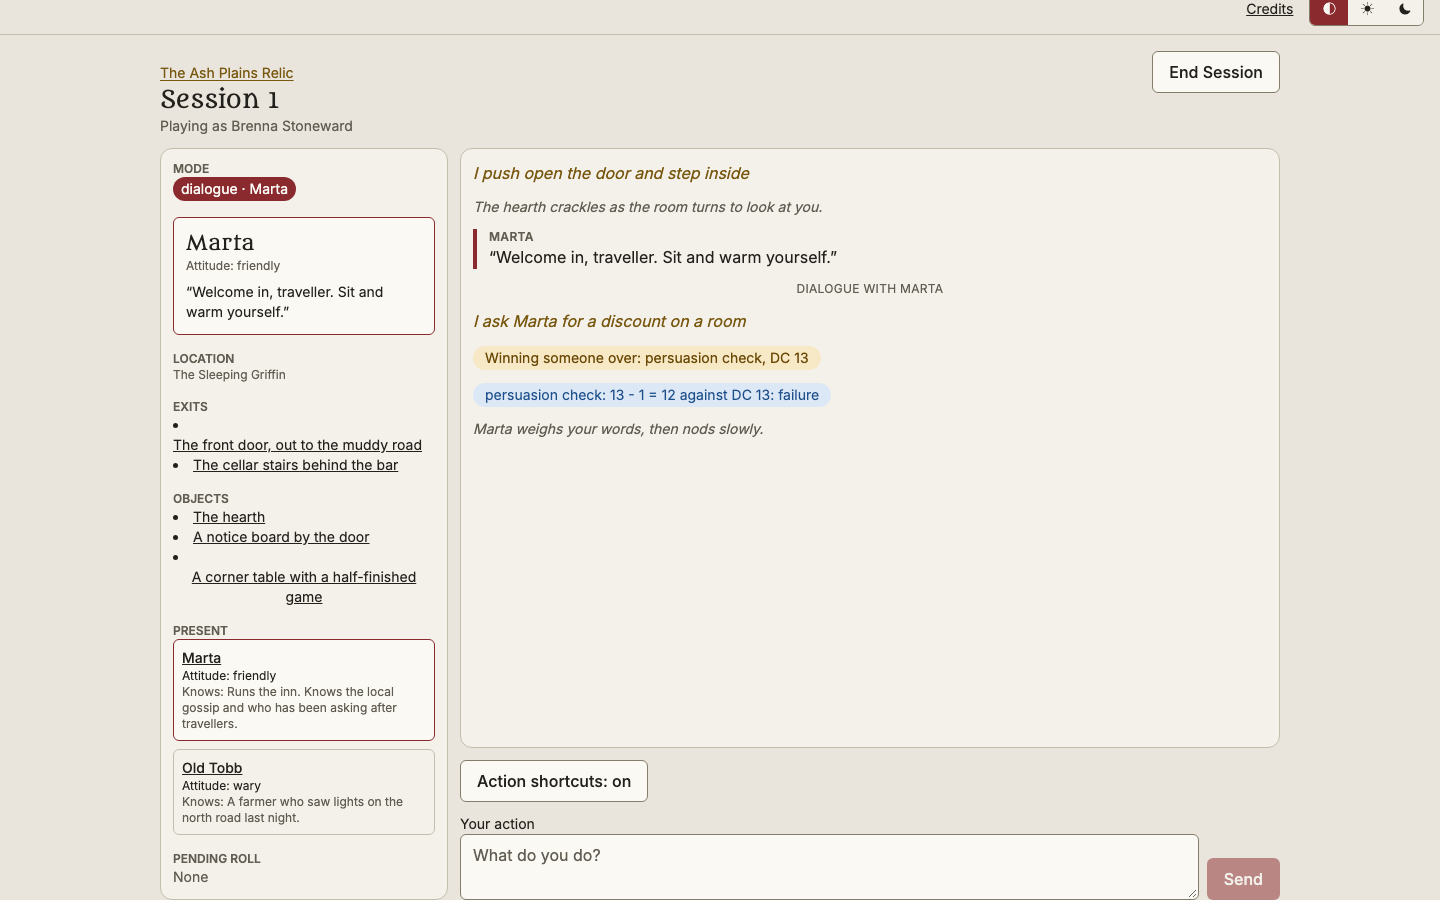 Credits
The Ash Plains Relic
Session 1
Playing as Brenna Stoneward
End Session
MODE
dialogue · Marta
Marta
Attitude: friendly
“Welcome in, traveller. Sit and
warm yourself.”
LOCATION
The Sleeping Griffin
EXITS
The front door, out to the muddy road
The cellar stairs behind the bar
OBJECTS
The hearth
A notice board by the door
A corner table with a half-finished
game
PRESENT
Marta
Attitude: friendly
Knows: Runs the inn. Knows the local
gossip and who has been asking after
travellers.
Old Tobb
Attitude: wary
Knows: A farmer who saw lights on the
north road last night.
PENDING ROLL
None
I push open the door and step inside
The hearth crackles as the room turns to look at you.
MARTA
“Welcome in, traveller. Sit and warm yourself.”
DIALOGUE WITH MARTA
I ask Marta for a discount on a room
Winning someone over: persuasion check, DC 13
persuasion check: 13 - 1 = 12 against DC 13: failure
Marta weighs your words, then nods slowly.
Action shortcuts: on
Your action
What do you do?
Send